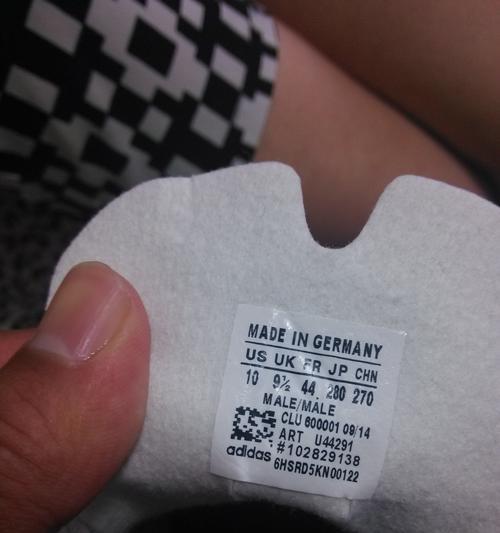 MADE IN GERMANY
US UK FR JP CHN
10 9½ 44 280 270
MALE/MALE
CLU 600001 09/14
ART U44291
#102829138
adidas 6HSRD5KN00122